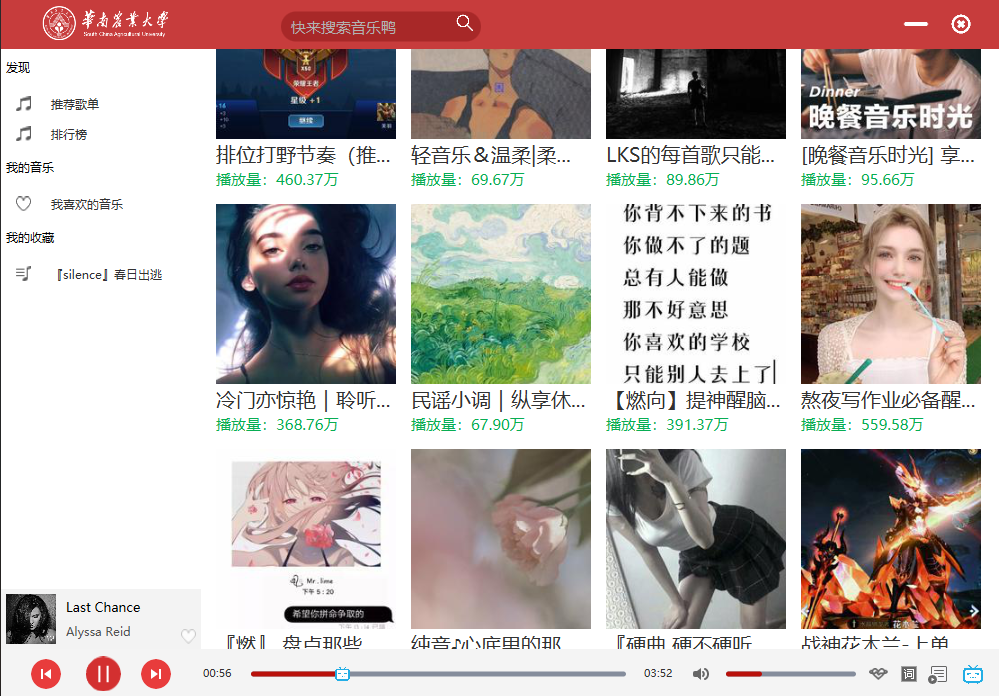 華南農業大學
South China Agricultural University
快来搜索音乐鸭
发现
推荐歌单
排行榜
我的音乐
我喜欢的音乐
我的收藏
『silence』春日出逃
荣耀王者
星级 +1
继续
Dinner
晚餐音乐时光
排位打野节奏（推...
轻音乐＆温柔|柔...
LKS的每首歌只能...
[晚餐音乐时光] 享...
播放量：460.37万
播放量：69.67万
播放量：89.86万
播放量：95.66万
你背不下来的书
你做不了的题
总有人能做
那不好意思
你喜欢的学校
只能别人去上了
冷门亦惊艳｜聆听...
民谣小调｜纵享休...
【燃向】提神醒脑...
熬夜写作业必备醒...
播放量：368.76万
播放量：67.90万
播放量：391.37万
播放量：559.58万
Mr.lime
下午 5：20
希望你拼命争取的
花木兰
『燃』 盘点那些
纯音♪心底里的那
『硬曲 硬不硬听
战神花木兰-上单
Last Chance
Alyssa Reid
00:56
03:52
词